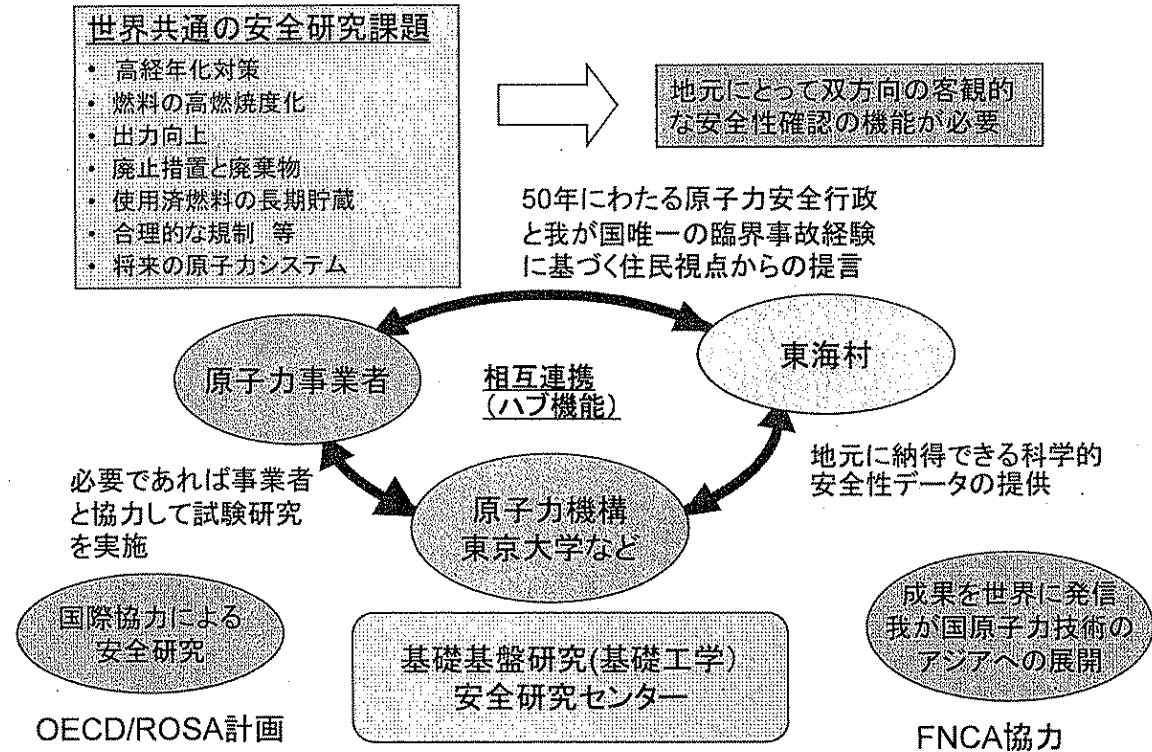 世界共通の安全研究課題
・ 高経年化対策
・ 燃料の高燃焼度化
・ 出力向上
・ 廃止措置と廃棄物
・ 使用済燃料の長期貯蔵
・ 合理的な規制 等
・ 将来の原子力システム
地元にとって双方向の客観的
な安全性確認の機能が必要
50年にわたる原子力安全行政
と我が国唯一の臨界事故経験
に基づく住民視点からの提言
原子力事業者
相互連携
（ハブ機能）
東海村
必要であれば事業者
と協力して試験研究
を実施
原子力機構
東京大学など
地元に納得できる科学的
安全性データの提供
国際協力による
安全研究
OECD/ROSA計画
基礎基盤研究(基礎工学）
安全研究センター
成果を世界に発信
我が国原子力技術の
アジアへの展開
FNCA協力